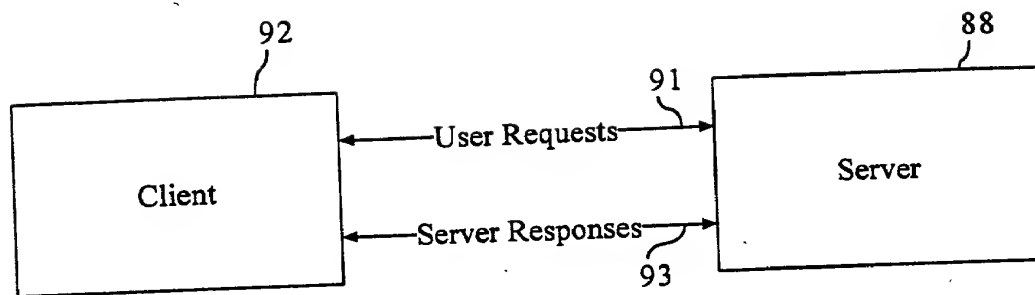 92
88
91
User Requests
Client
Server
Server Responses
93